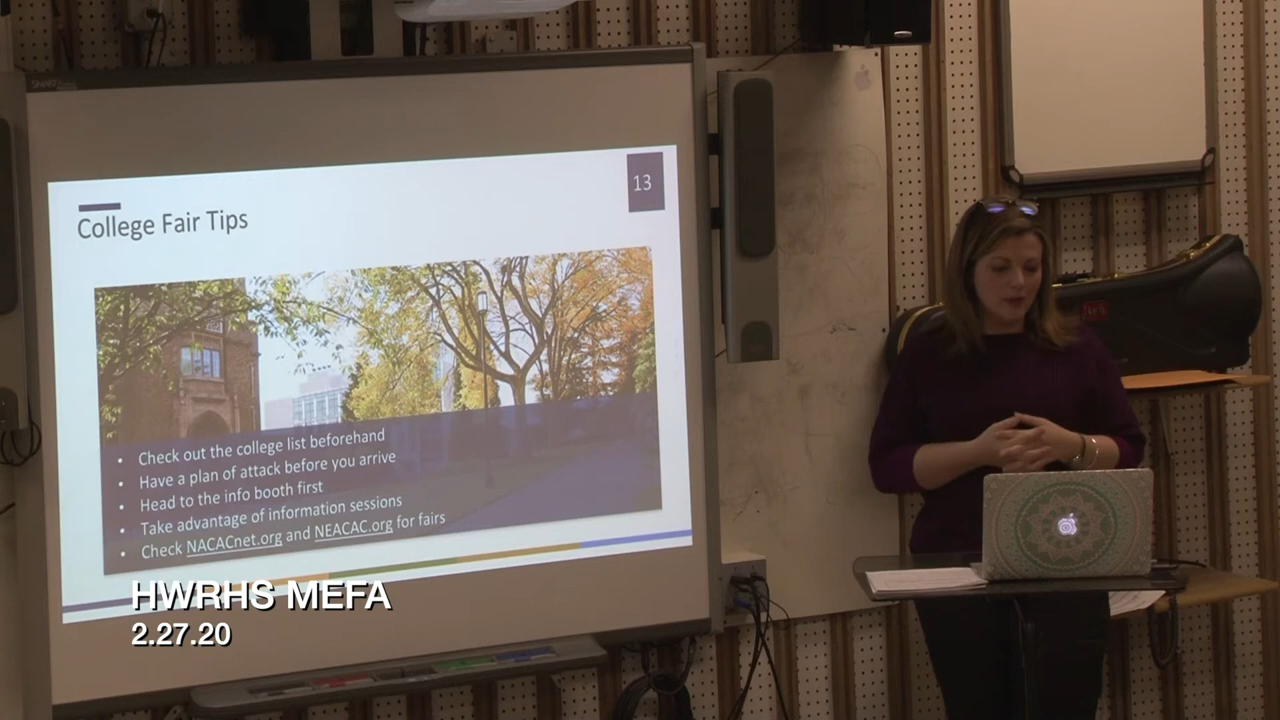 SMART
13
College Fair Tips
• Check out the college list beforehand
• Have a plan of attack before you arrive
• Head to the info booth first
• Take advantage of information sessions
• Check NACACnet.org and NEACAC.org for fairs
HWRHS MEFA
2.27.20